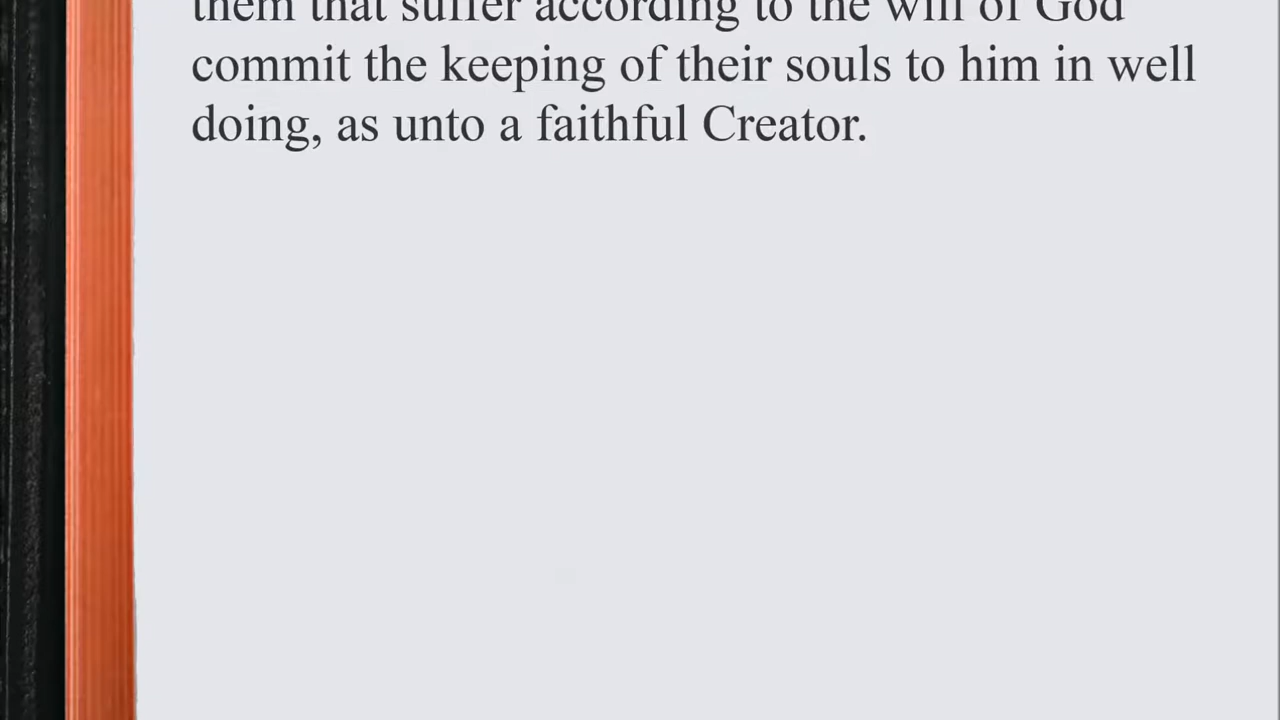 them that suffer according to the will of God
commit the keeping of their souls to him in well
doing, as unto a faithful Creator.